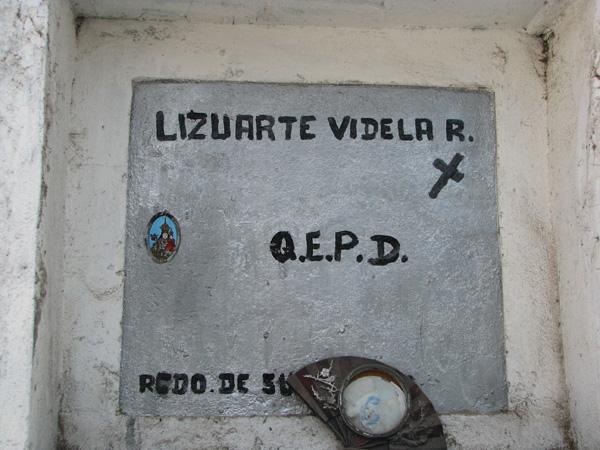 LIZUARTE VIDELA R.
Q.E.P.D.
RCDO. DE